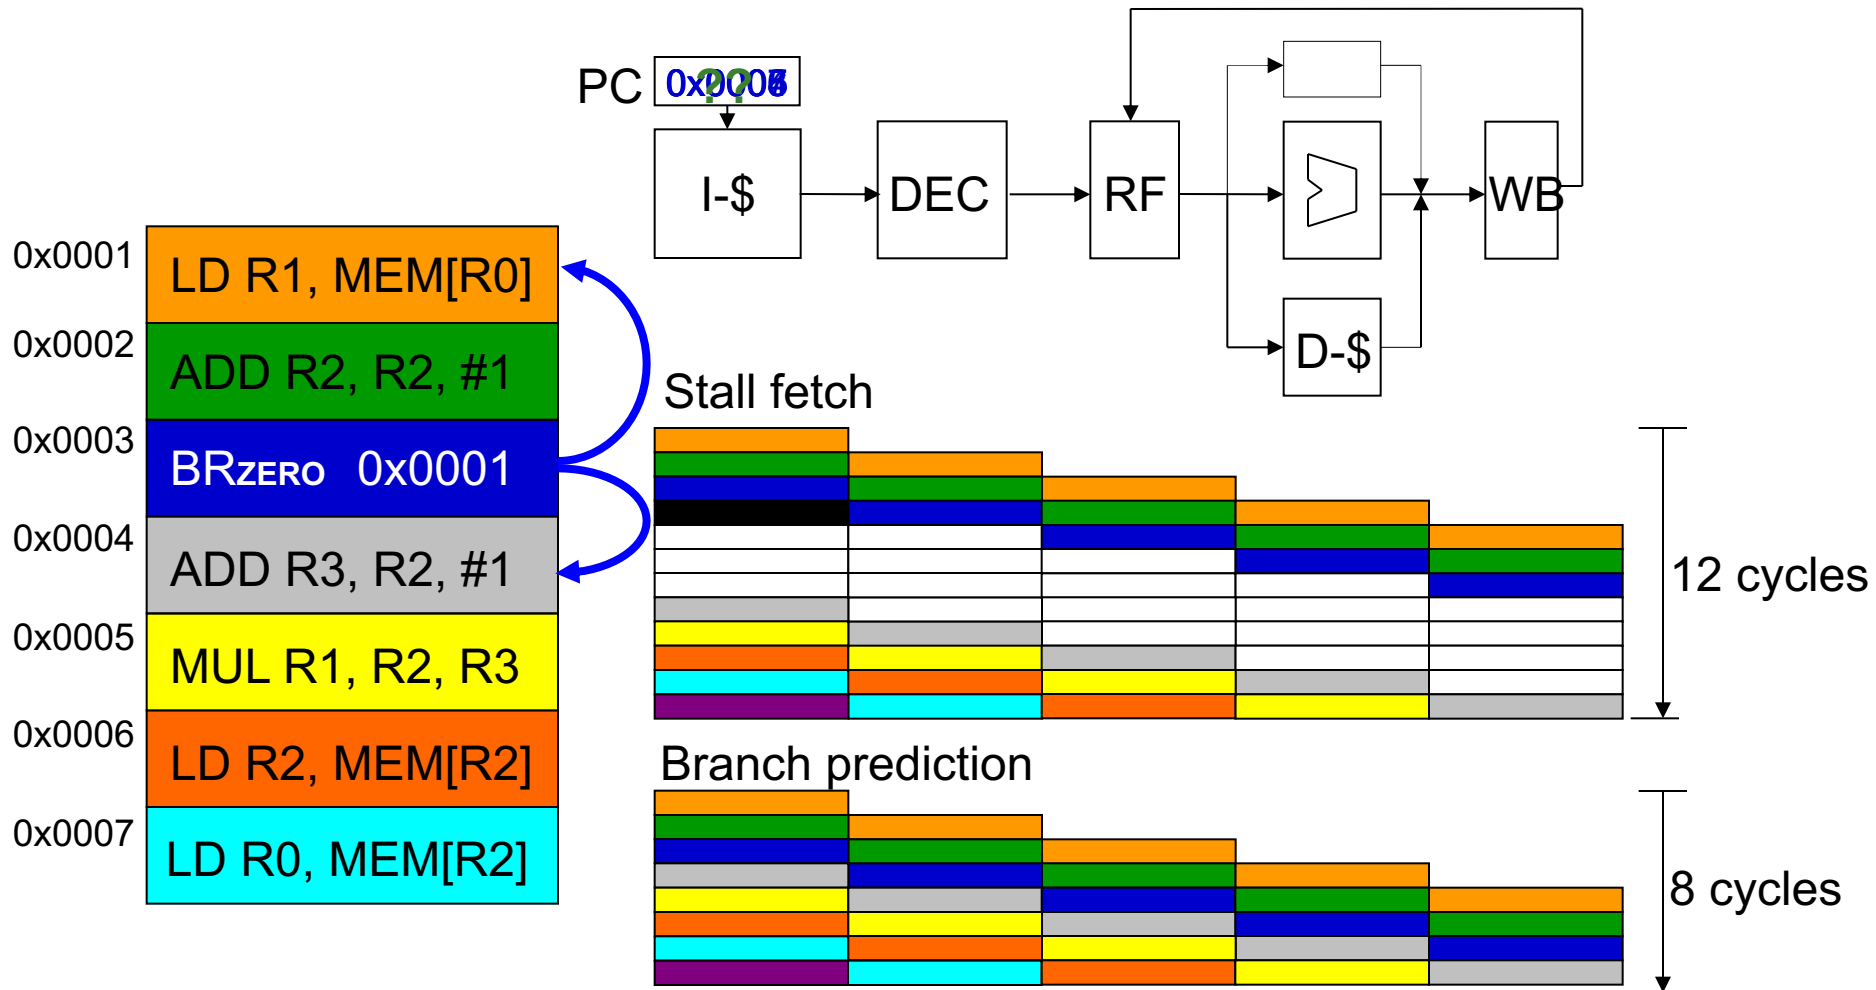 PC
??
I-$
DEC
RF
WB
D-$
0x0001
LD R1, MEM[R0]
0x0002
ADD R2, R2, #1
0x0003
BRZERO 0x0001
0x0004
ADD R3, R2, #1
0x0005
MUL R1, R2, R3
0x0006
LD R2, MEM[R2]
0x0007
LD R0, MEM[R2]
Stall fetch
12 cycles
Branch prediction
8 cycles